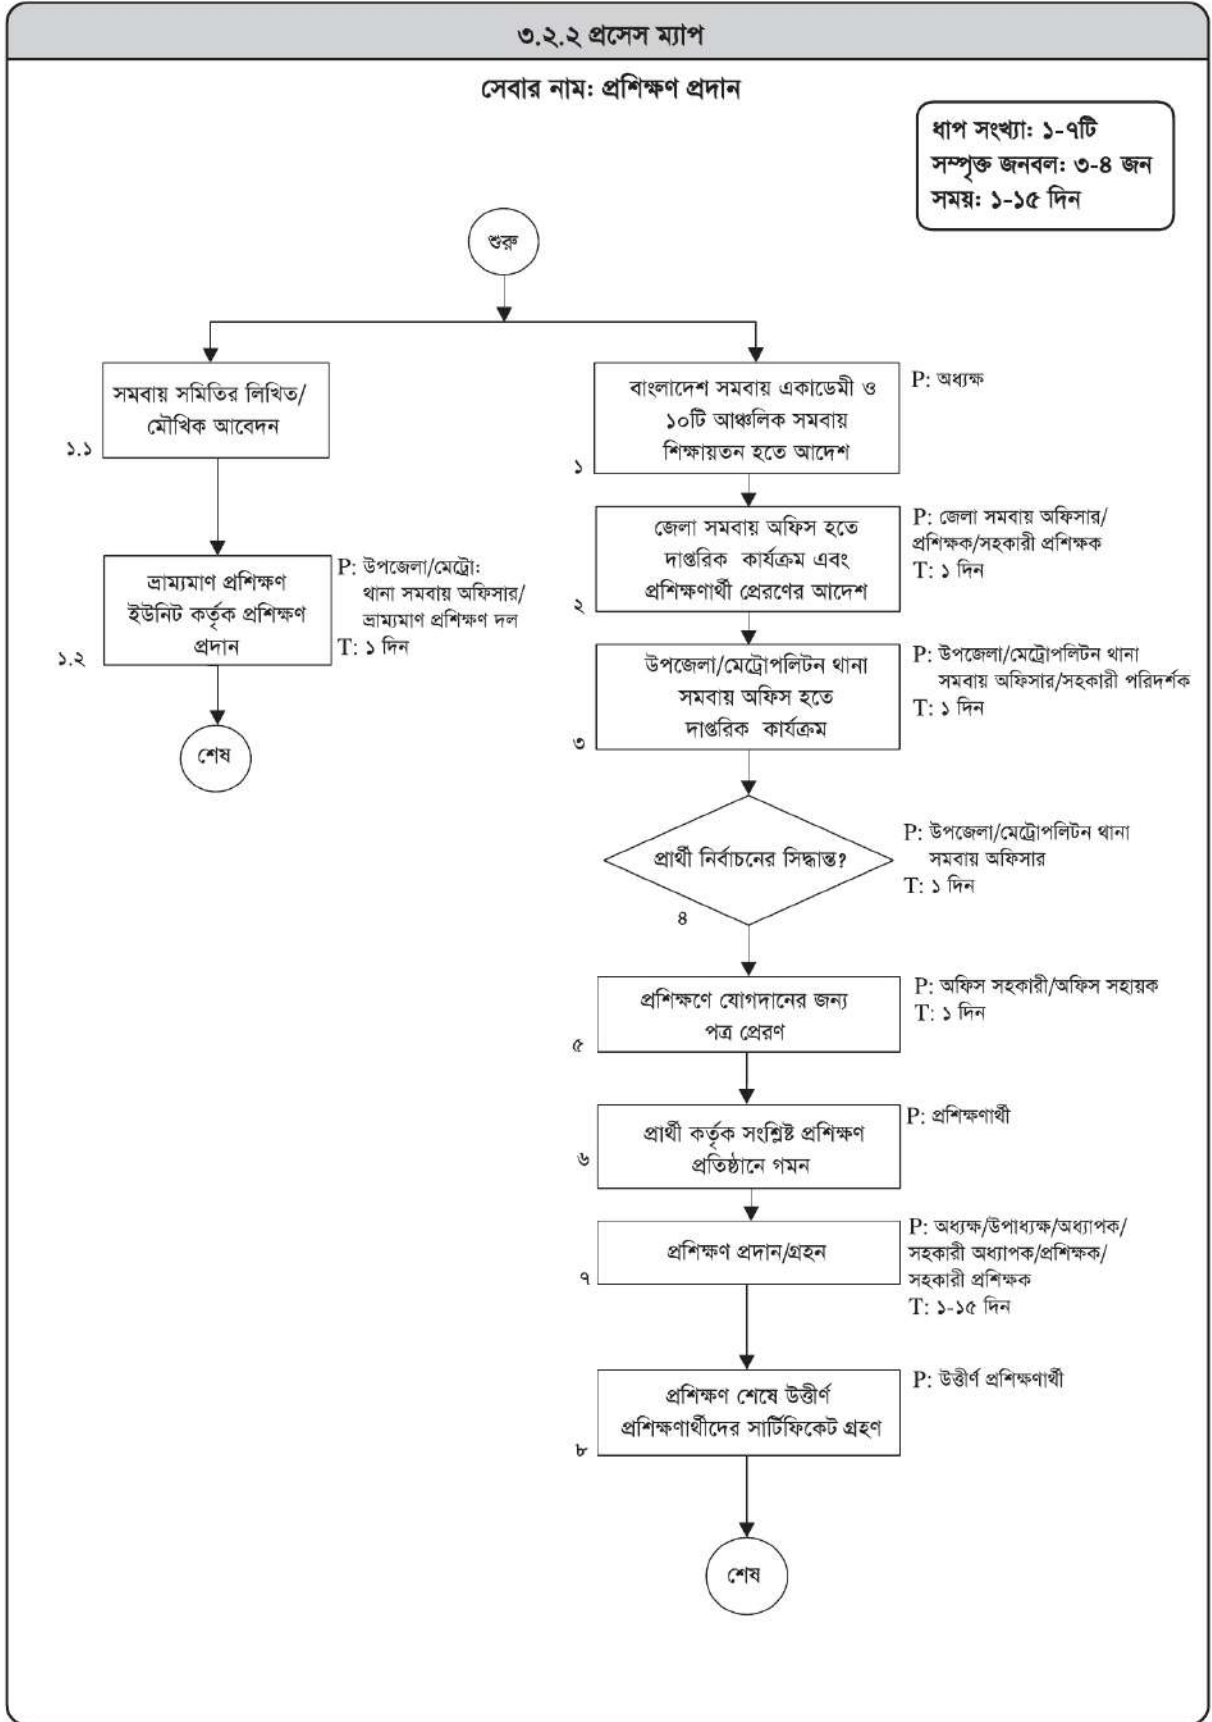 ৩.২.২ প্রসেস ম্যাপ
সেবার নাম: প্রশিক্ষণ প্রদান
ধাপ সংখ্যা: ১-৭টি
সম্পৃক্ত জনবল: ৩-৪ জন
সময়: ১-১৫ দিন
শুরু
সমবায় সমিতির লিখিত/
মৌখিক আবেদন
১.১
ভ্রাম্যমাণ প্রশিক্ষণ
ইউনিট কর্তৃক প্রশিক্ষণ
প্রদান
১.২
P: উপজেলা/মেট্রো:
থানা সমবায় অফিসার/
ভ্রাম্যমাণ প্রশিক্ষণ দল
T: ১ দিন
শেষ
বাংলাদেশ সমবায় একাডেমী ও
১০টি আঞ্চলিক সমবায়
শিক্ষায়তন হতে আদেশ
১
P: অধ্যক্ষ
জেলা সমবায় অফিস হতে
দাপ্তরিক কার্যক্রম এবং
প্রশিক্ষণার্থী প্রেরণের আদেশ
২
P: জেলা সমবায় অফিসার/
প্রশিক্ষক/সহকারী প্রশিক্ষক
T: ১ দিন
উপজেলা/মেট্রোপলিটন থানা
সমবায় অফিস হতে
দাপ্তরিক কার্যক্রম
৩
P: উপজেলা/মেট্রোপলিটন থানা
সমবায় অফিসার/সহকারী পরিদর্শক
T: ১ দিন
প্রার্থী নির্বাচনের সিদ্ধান্ত?
৪
P: উপজেলা/মেট্রোপলিটন থানা
সমবায় অফিসার
T: ১ দিন
প্রশিক্ষণে যোগদানের জন্য
পত্র প্রেরণ
৫
P: অফিস সহকারী/অফিস সহায়ক
T: ১ দিন
প্রার্থী কর্তৃক সংশ্লিষ্ট প্রশিক্ষণ
প্রতিষ্ঠানে গমন
৬
P: প্রশিক্ষণার্থী
প্রশিক্ষণ প্রদান/গ্রহন
৭
P: অধ্যক্ষ/উপাধ্যক্ষ/অধ্যাপক/
সহকারী অধ্যাপক/প্রশিক্ষক/
সহকারী প্রশিক্ষক
T: ১-১৫ দিন
প্রশিক্ষণ শেষে উত্তীর্ণ
প্রশিক্ষণার্থীদের সার্টিফিকেট গ্রহণ
৮
P: উত্তীর্ণ প্রশিক্ষণার্থী
শেষ